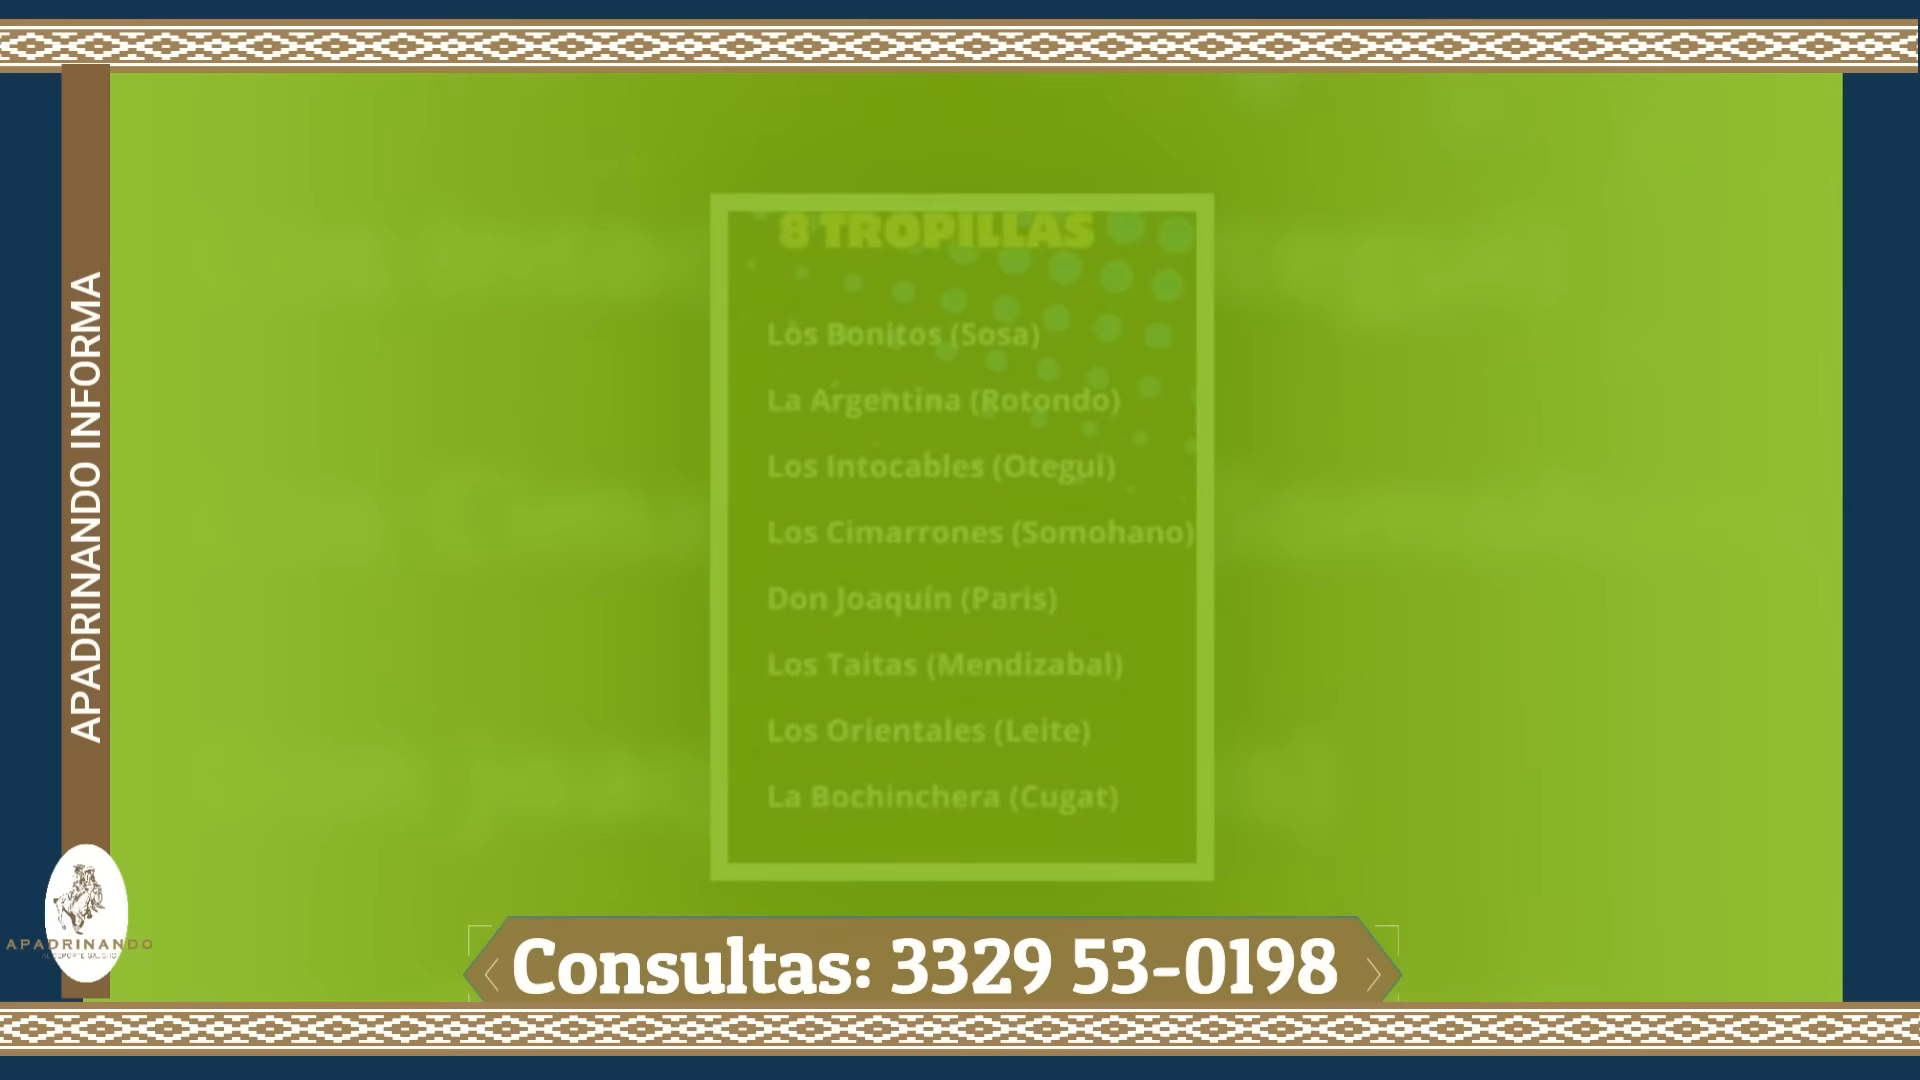 8 TROPILLAS
Los Bonitos (Sosa)
La Argentina (Rotondo)
Los Intocables (Otegui)
Los Cimarrones (Somohano)
Don Joaquín (Paris)
Los Taitas (Mendizabal)
Los Orientales (Leite)
La Bochinchera (Cugat)
APADRINANDO INFORMA
APADRINANDO
Consultas: 3329 53-0198